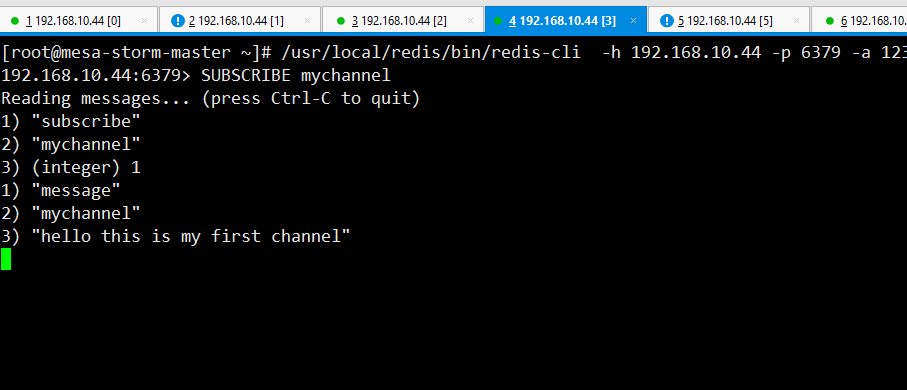 1 192.168.10.44 [0] × 2 192.168.10.44 [1] × 3 192.168.10.44 [2] × 4 192.168.10.44 [3] × 5 192.168.10.44 [5] × 6 192.168.10.
[root@mesa-storm-master ~]# /usr/local/redis/bin/redis-cli  -h 192.168.10.44 -p 6379 -a 123
192.168.10.44:6379> SUBSCRIBE mychannel
Reading messages... (press Ctrl-C to quit)
1) "subscribe"
2) "mychannel"
3) (integer) 1
1) "message"
2) "mychannel"
3) "hello this is my first channel"